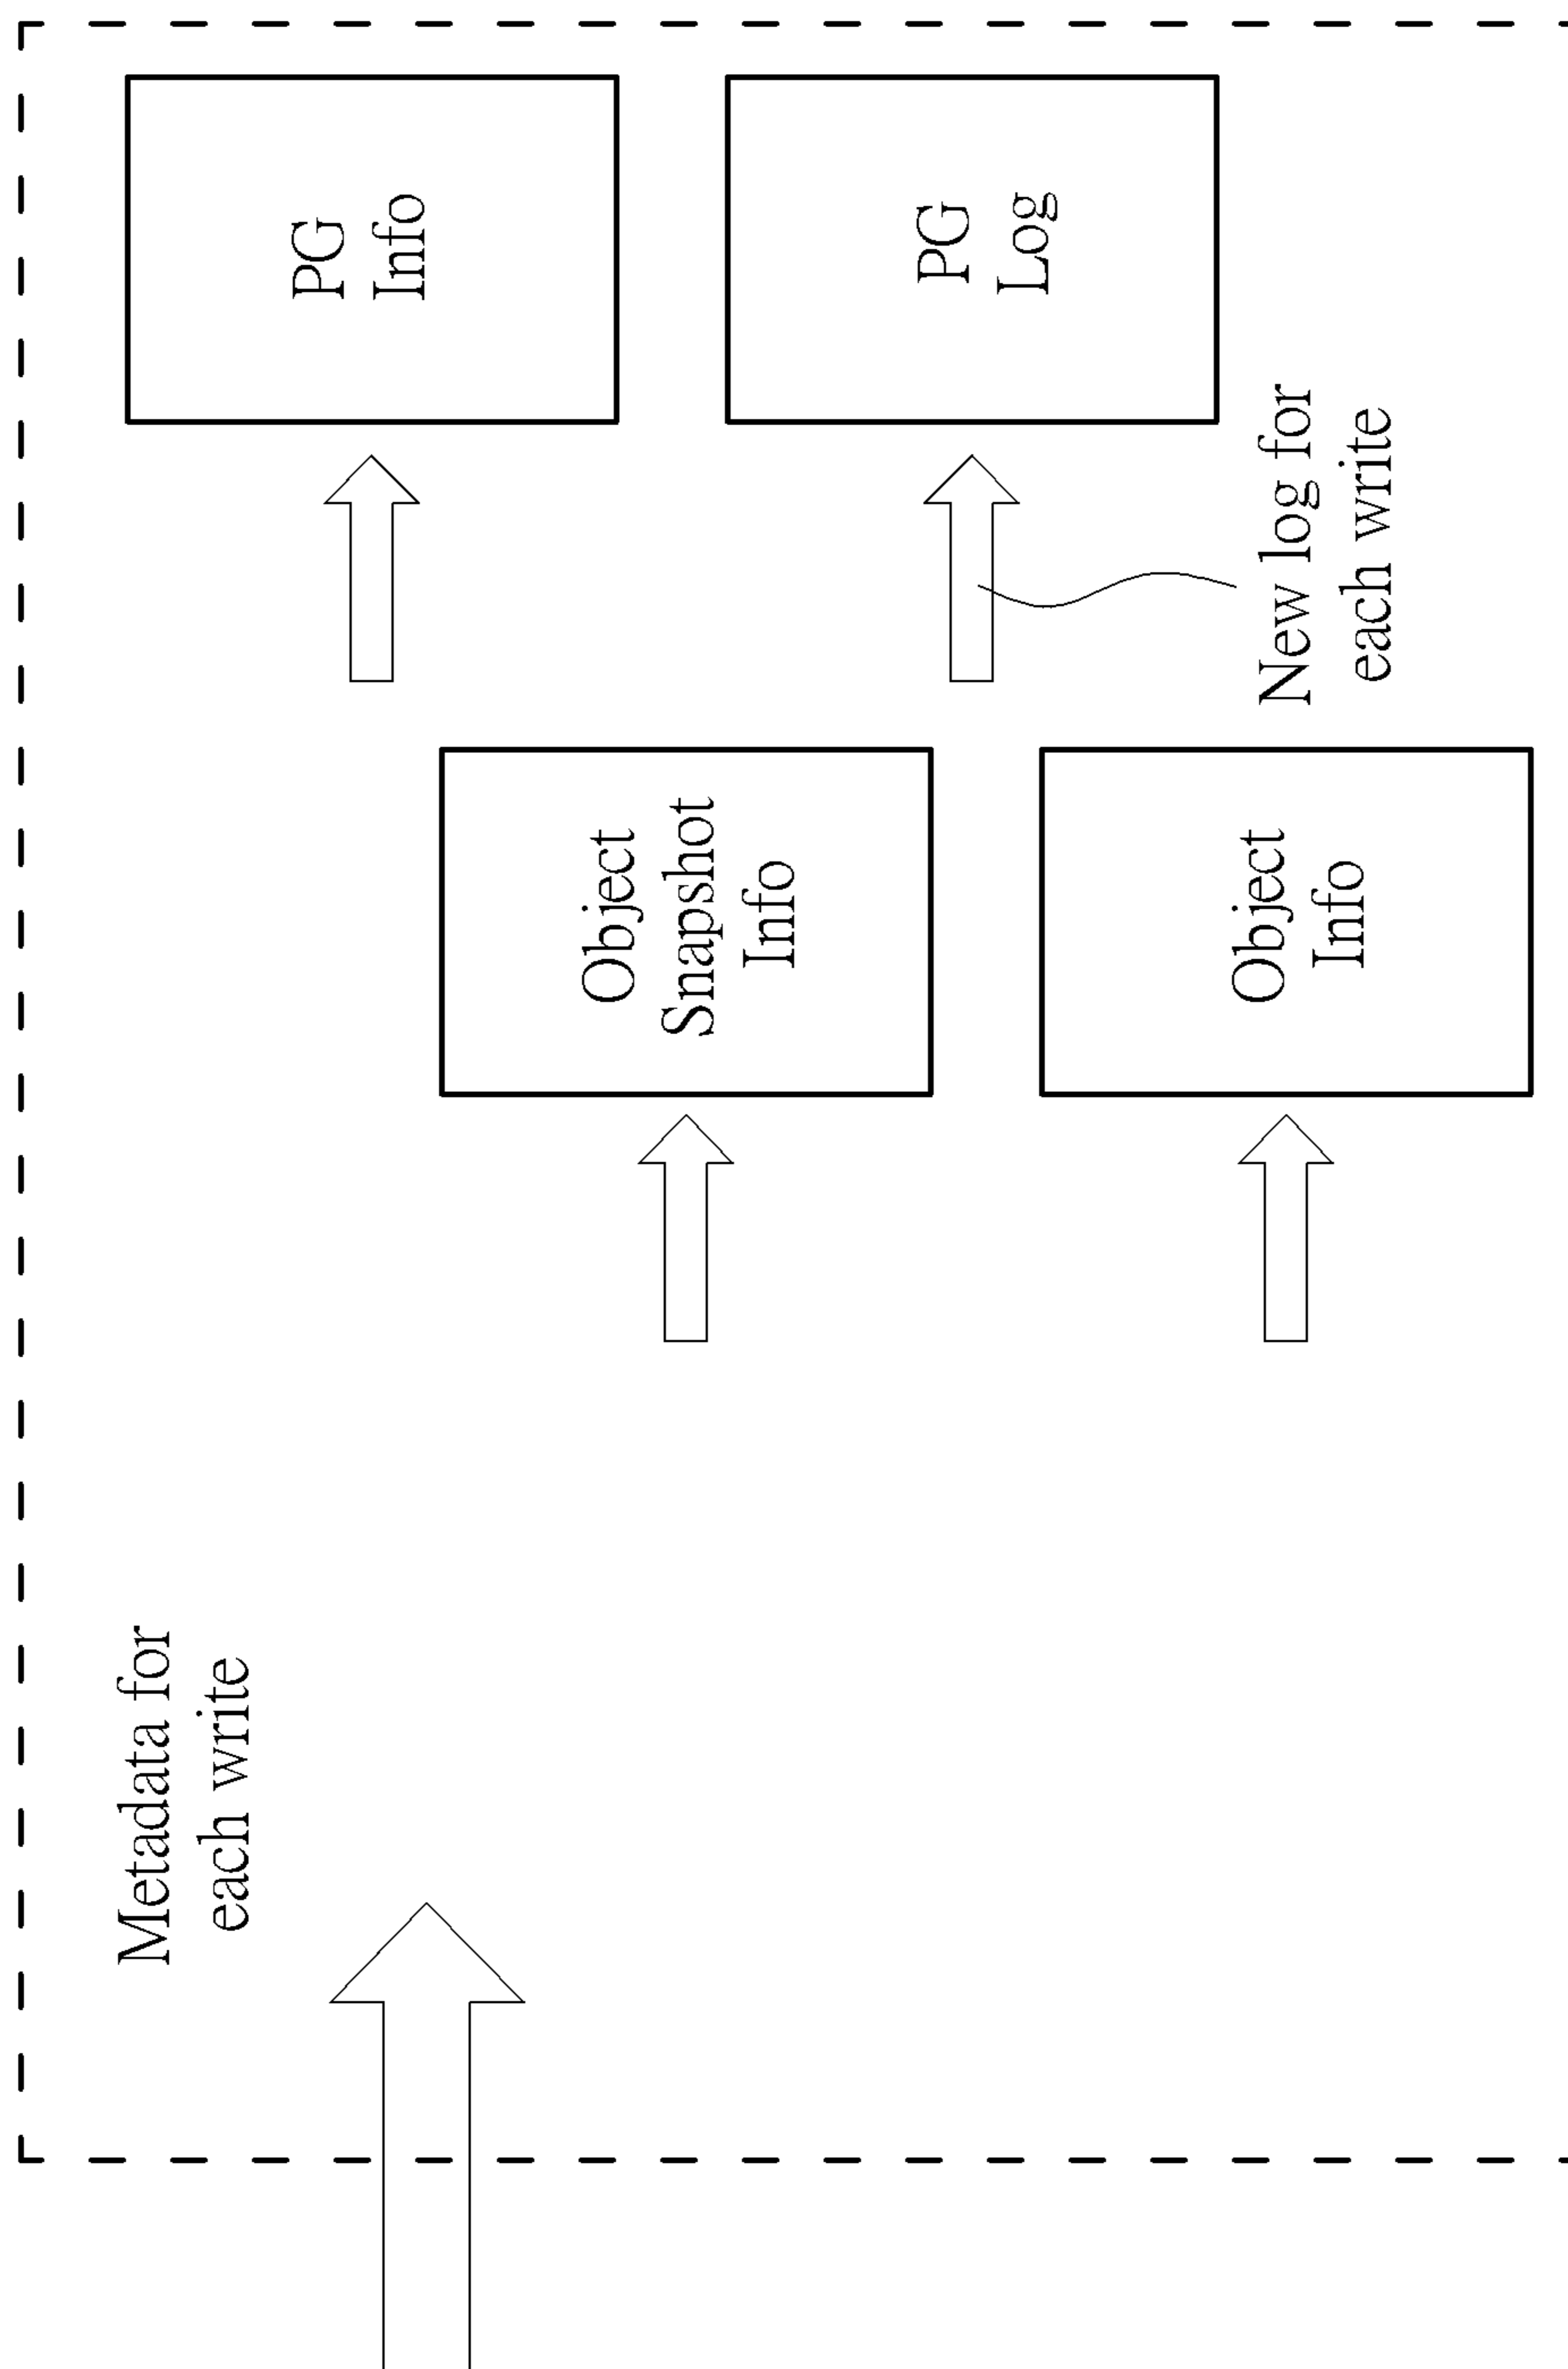 Metadata for
each write
Object
Snapshot
Info
Object
Info
PG
Info
PG
Log
New log for
each write